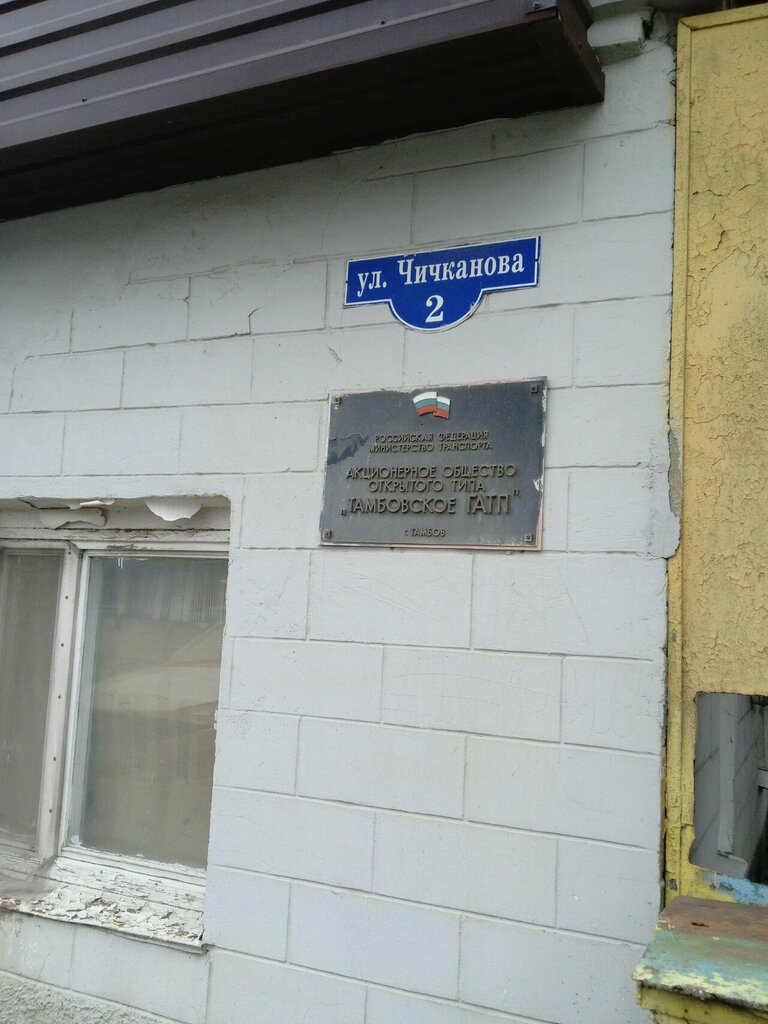 ул. Чичканова
2
РОССИЙСКАЯ ФЕДЕРАЦИЯ
МИНИСТЕРСТВО ТРАНСПОРТА
АКЦИОНЕРНОЕ ОБЩЕСТВО
ОТКРЫТОГО ТИПА
„ТАМБОВСКОЕ ГАТП"
г. ТАМБОВ